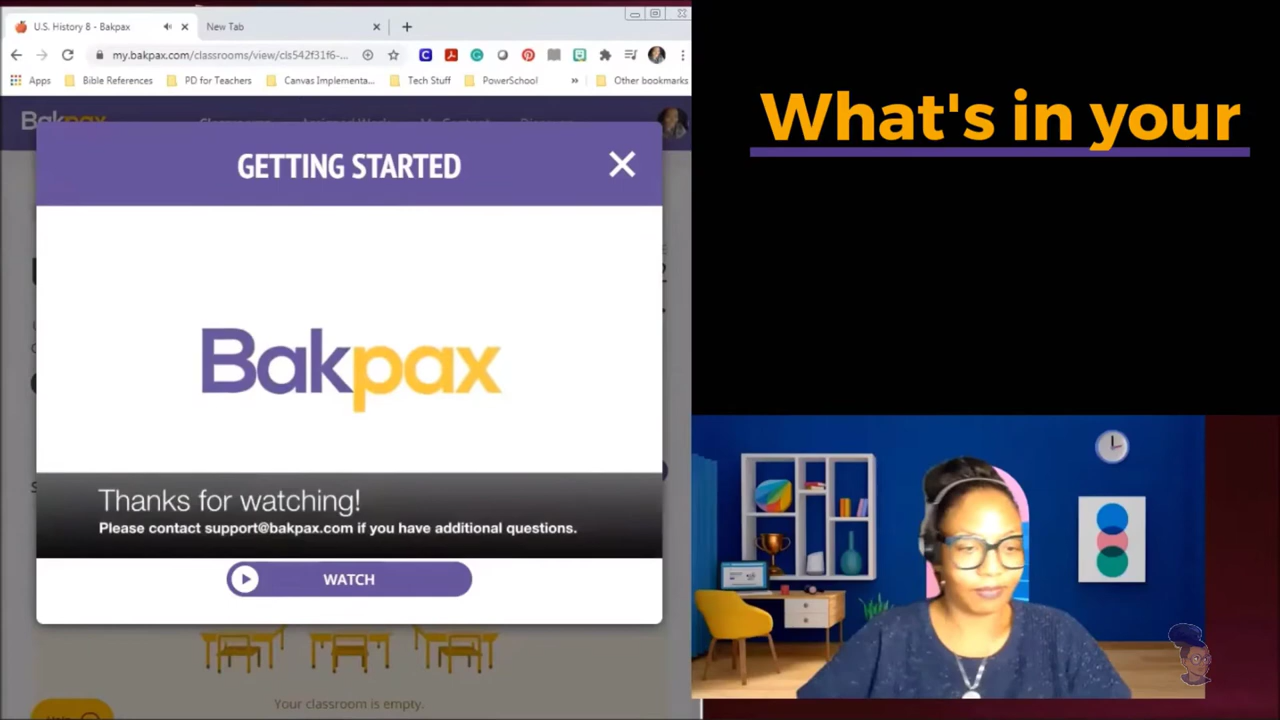 U.S. History 8 - Bakpax
New Tab
my.bakpax.com/classrooms/view/cls542f31f6-...
Apps
Bible References
PD for Teachers
Canvas Implementa...
Tech Stuff
PowerSchool
»
Other bookmarks
Bakpax
GETTING STARTED
Bakpax
Thanks for watching!
Please contact support@bakpax.com if you have additional questions.
WATCH
Your classroom is empty.
What's in your